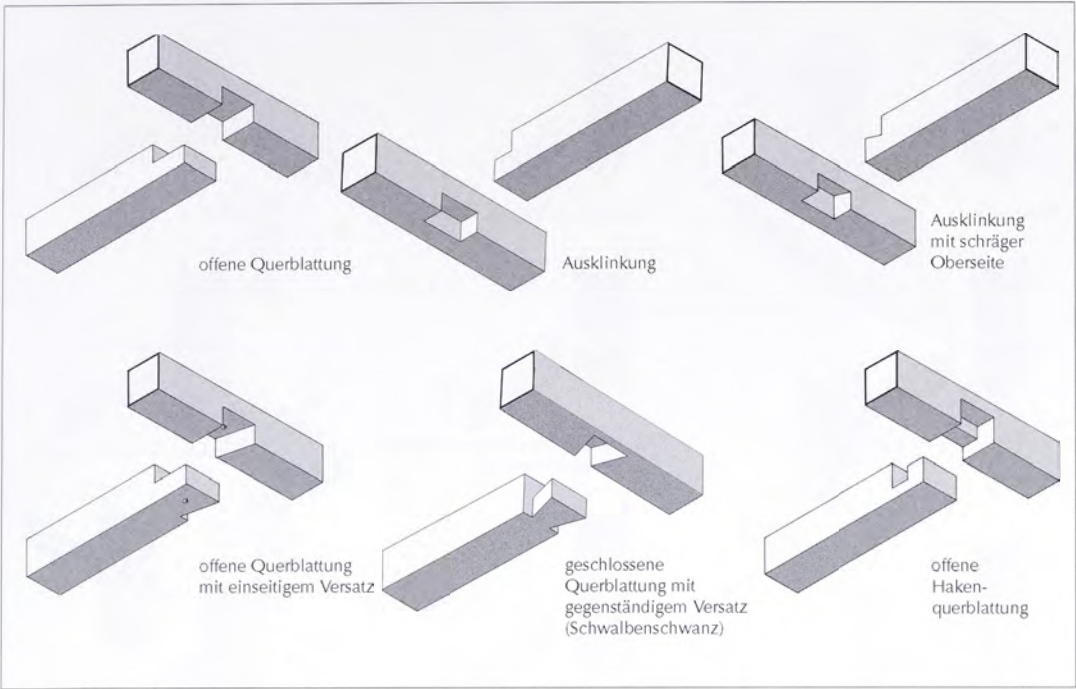 offene Querblattung
Ausklinkung
Ausklinkung
mit schräger
Oberseite
offene Querblattung
mit einseitigem Versatz
geschlossene
Querblattung mit
gegenständigem Versatz
(Schwalbenschwanz)
offene
Haken-
querblattung